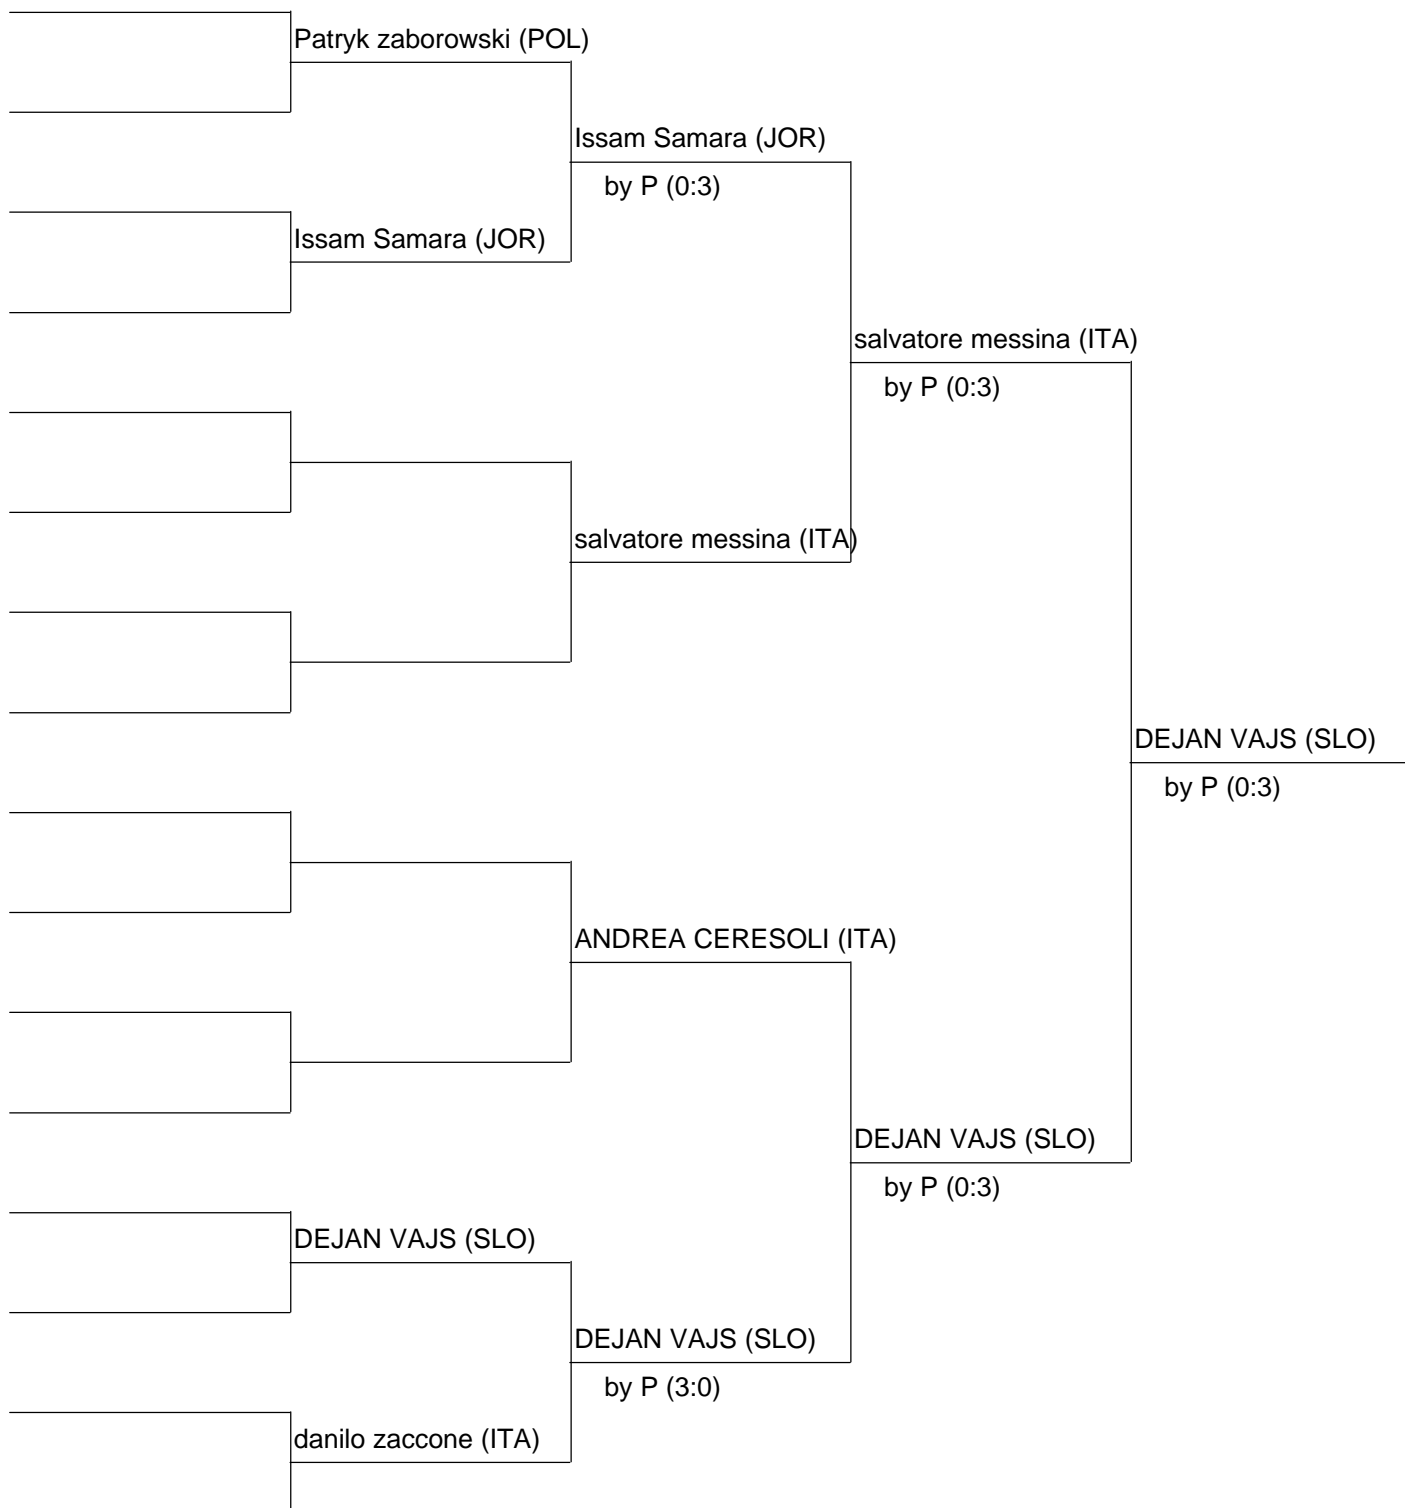 Patryk zaborowski (POL)
Issam Samara (JOR)
by P (0:3)
Issam Samara (JOR)
salvatore messina (ITA)
by P (0:3)
salvatore messina (ITA)
DEJAN VAJS (SLO)
by P (0:3)
ANDREA CERESOLI (ITA)
DEJAN VAJS (SLO)
by P (0:3)
DEJAN VAJS (SLO)
DEJAN VAJS (SLO)
by P (3:0)
danilo zaccone (ITA)